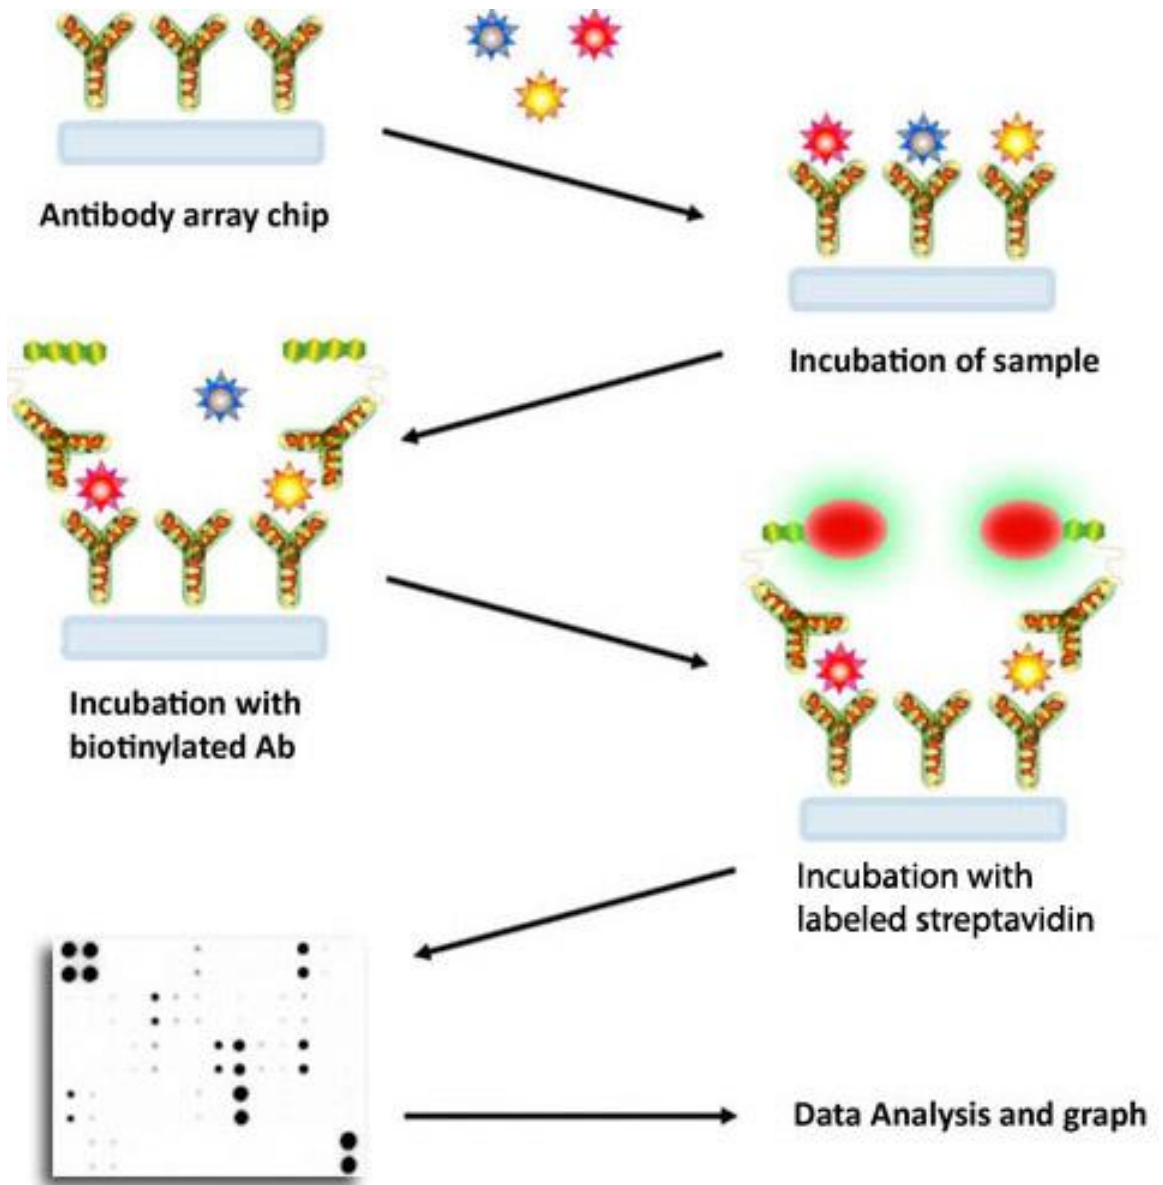 Antibody array chip
Incubation of sample
Incubation with
biotinylated Ab
Incubation with
labeled streptavidin
Data Analysis and graph